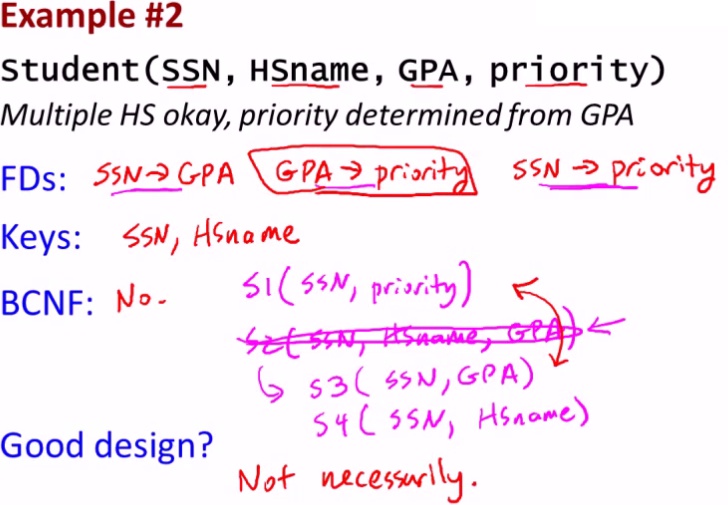 Example #2
Student(SSN, HSname, GPA, priority)
Multiple HS okay, priority determined from GPA
FDs: SSN → GPA GPA → priority SSN → priority
Keys: SSN, HSname
BCNF: No. S1(SSN, priority)
S2(SSN, HSname, GPA) ←
S3(SSN, GPA)
S4(SSN, HSname)
Good design?
Not necessarily.